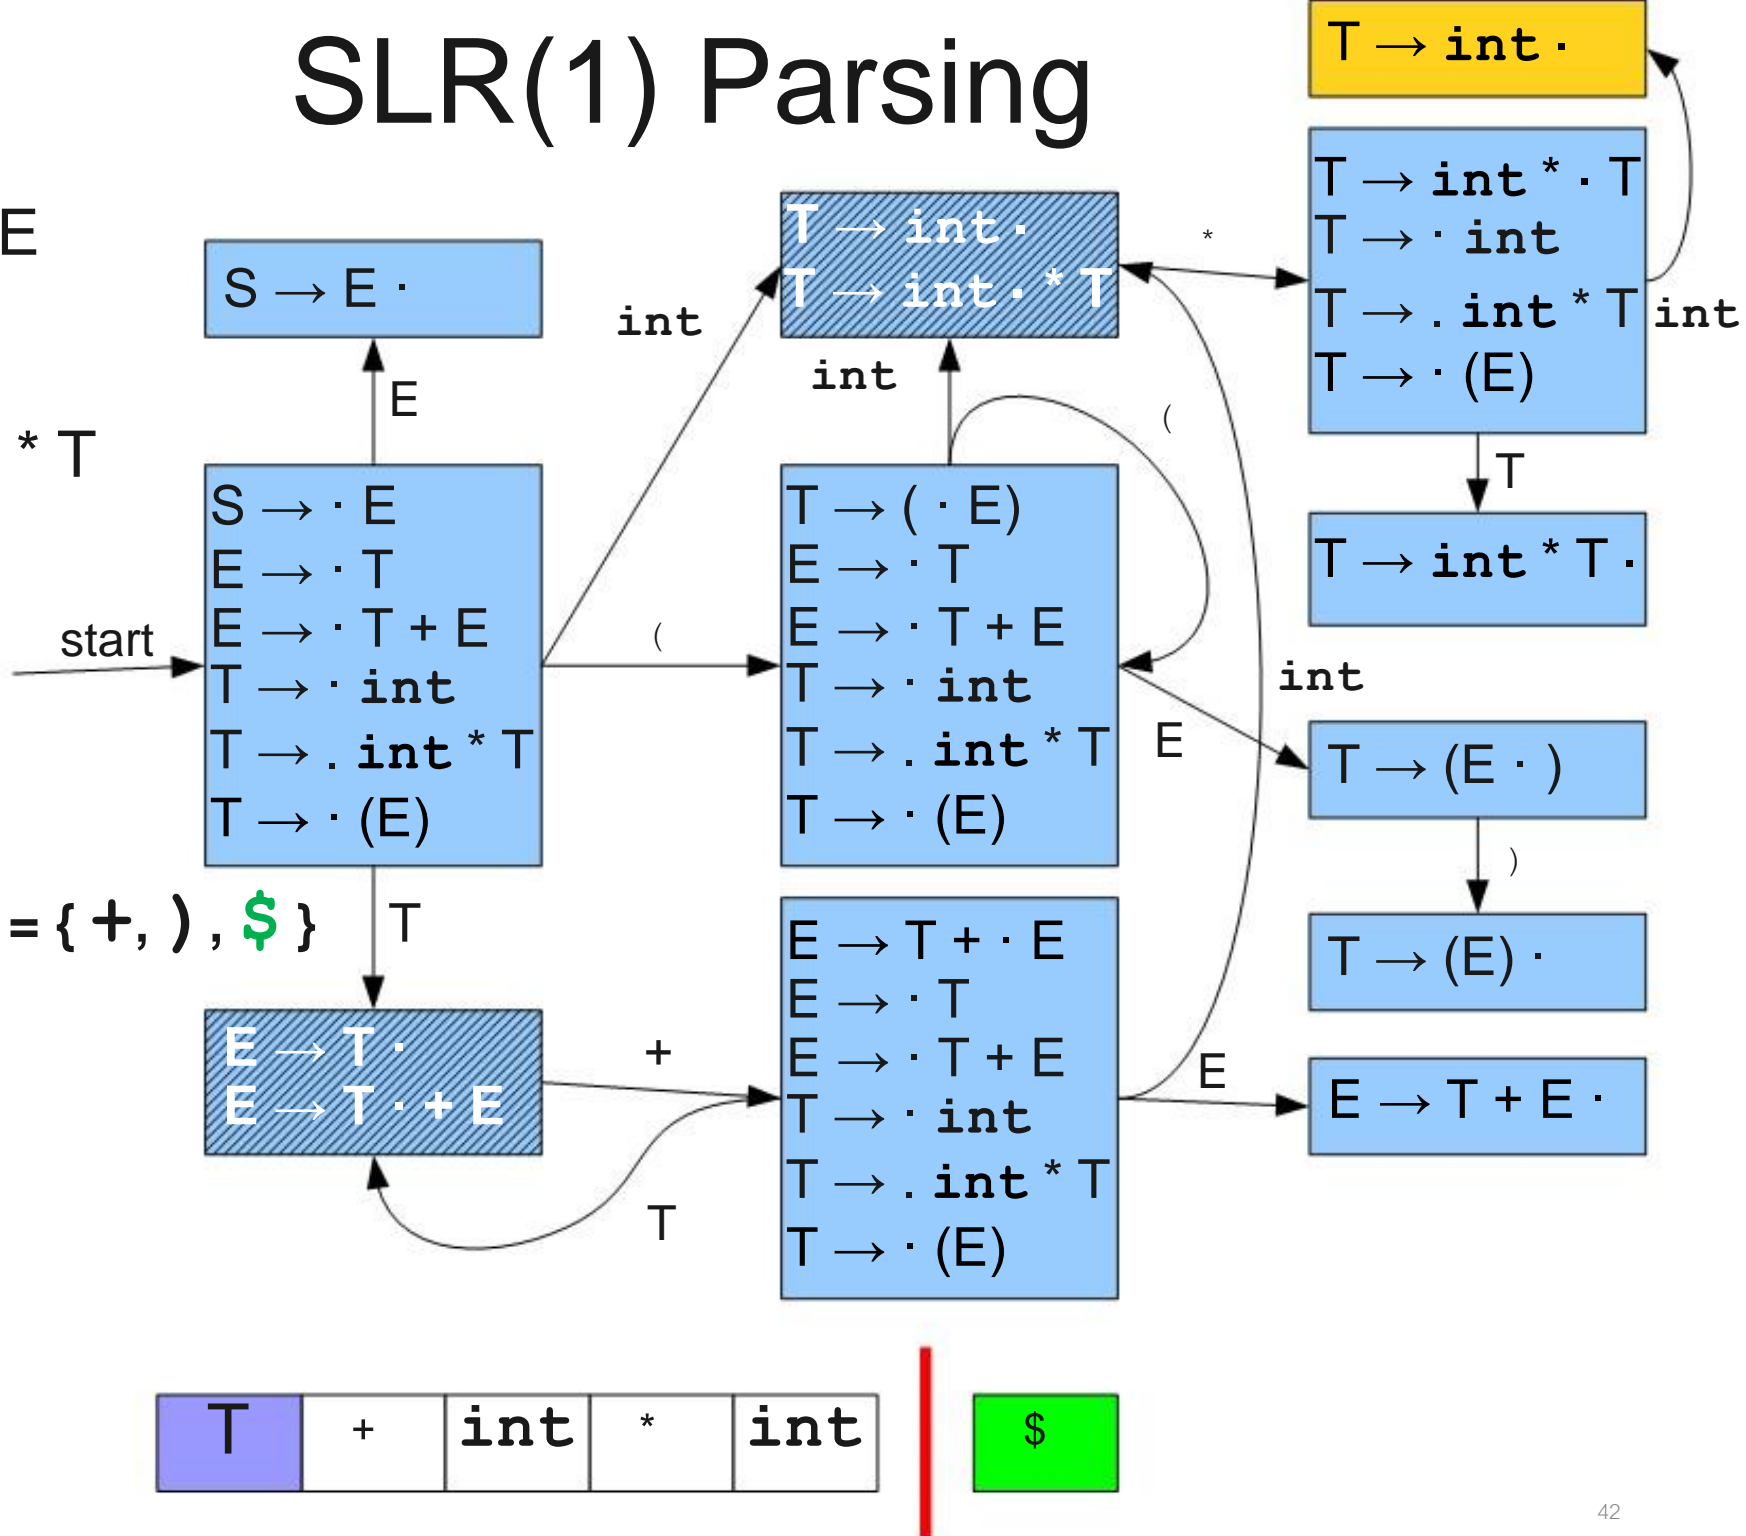 SLR(1) Parsing
E
* T
= { +, ), $ }
start
S → E ·
E
S → · E
E → · T
E → · T + E
T → · int
T → . int * T
T → · (E)
T
E → T ·
E → T · + E
+
T
int
(
T → int ·
T → int · * T
int
(
*
T → ( · E)
E → · T
E → · T + E
T → · int
T → . int * T
T → · (E)
E
int
E → T + · E
E → · T
E → · T + E
T → · int
T → . int * T
T → · (E)
E
T → int ·
T → int * · T
T → · int
T → . int * T
T → · (E)
int
T
T → int * T ·
T → (E · )
)
T → (E) ·
E → T + E ·
T + int * int $
42